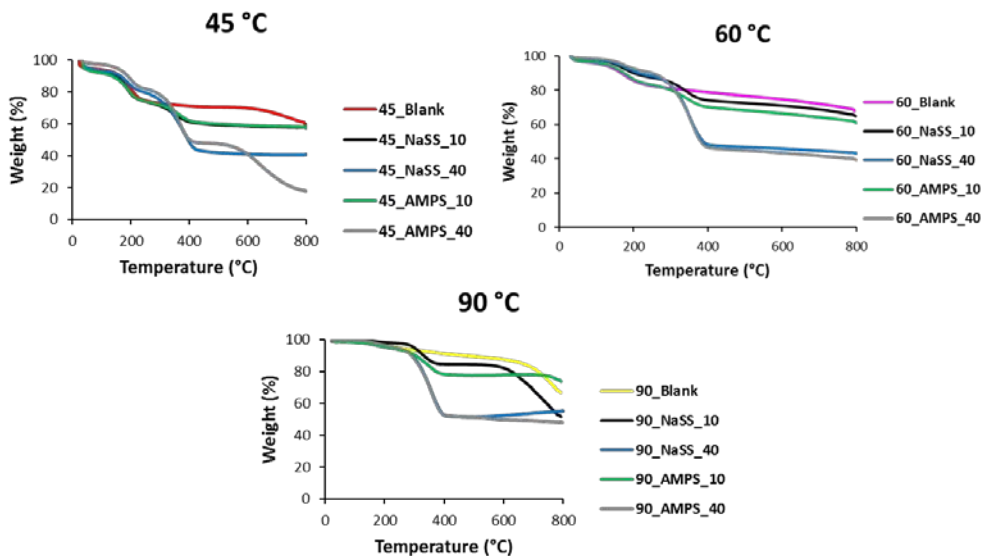 45 °C
100
80
60
40
20
0
0 200 400 600 800
Weight (%)
Temperature (°C)
45_Blank
45_NaSS_10
45_NaSS_40
45_AMPS_10
45_AMPS_40
60 °C
100
80
60
40
20
0
0 200 400 600 800
Weight (%)
Temperature (°C)
60_Blank
60_NaSS_10
60_NaSS_40
60_AMPS_10
60_AMPS_40
90 °C
100
80
60
40
20
0
0 200 400 600 800
Weight (%)
Temperature (°C)
90_Blank
90_NaSS_10
90_NaSS_40
90_AMPS_10
90_AMPS_40